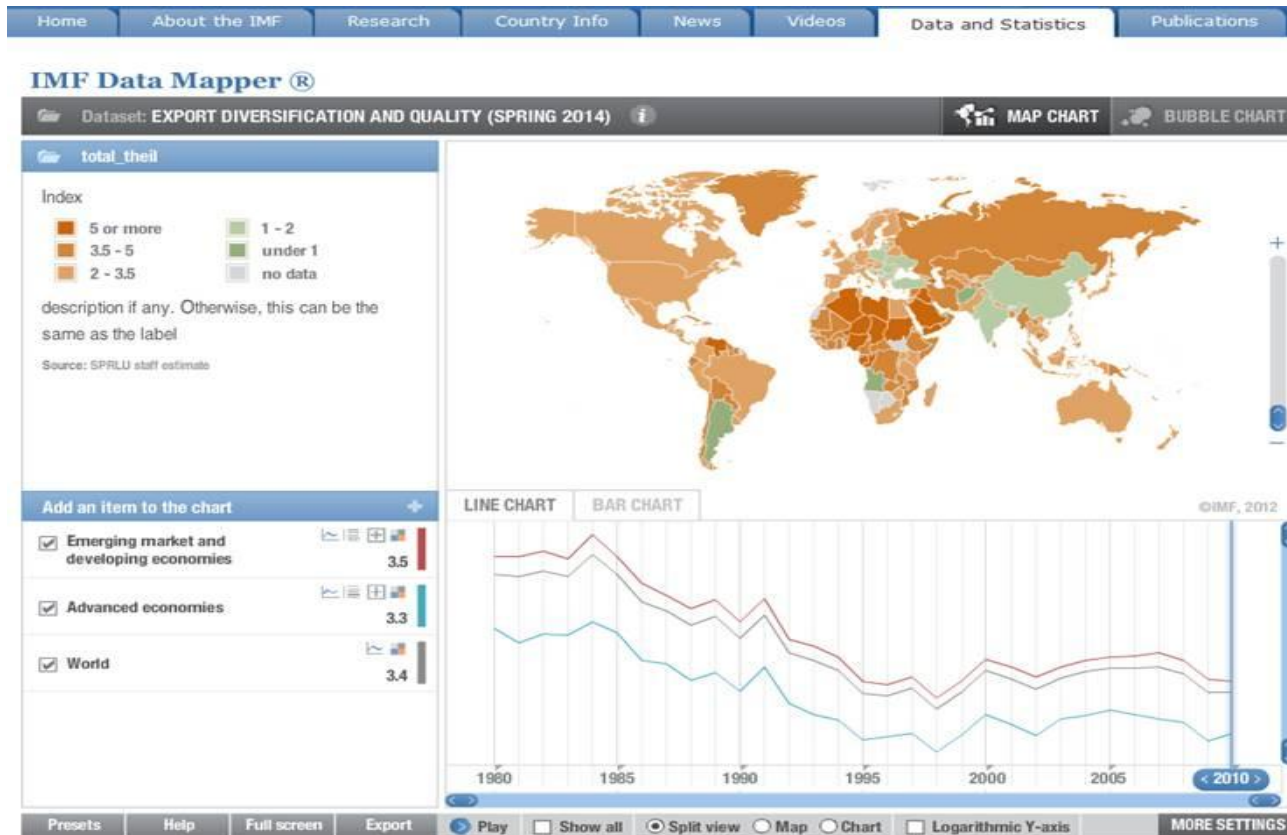 Home About the IMF Research Country Info News Videos Data and Statistics Publications
IMF Data Mapper ®
Dataset: EXPORT DIVERSIFICATION AND QUALITY (SPRING 2014) i MAP CHART BUBBLE CHART
total_theil
Index
5 or more 1 - 2
3.5 - 5 under 1
2 - 3.5 no data
description if any. Otherwise, this can be the
same as the label
Source: SPRLU staff estimate
+
−
Add an item to the chart +
LINE CHART BAR CHART ©IMF, 2012
Emerging market and
developing economies 3.5
Advanced economies
3.3
World
3.4
1980 1985 1990 1995 2000 2005 < 2010 >
Presets Help Full screen Export Play Show all Split view Map Chart Logarithmic Y-axis MORE SETTINGS